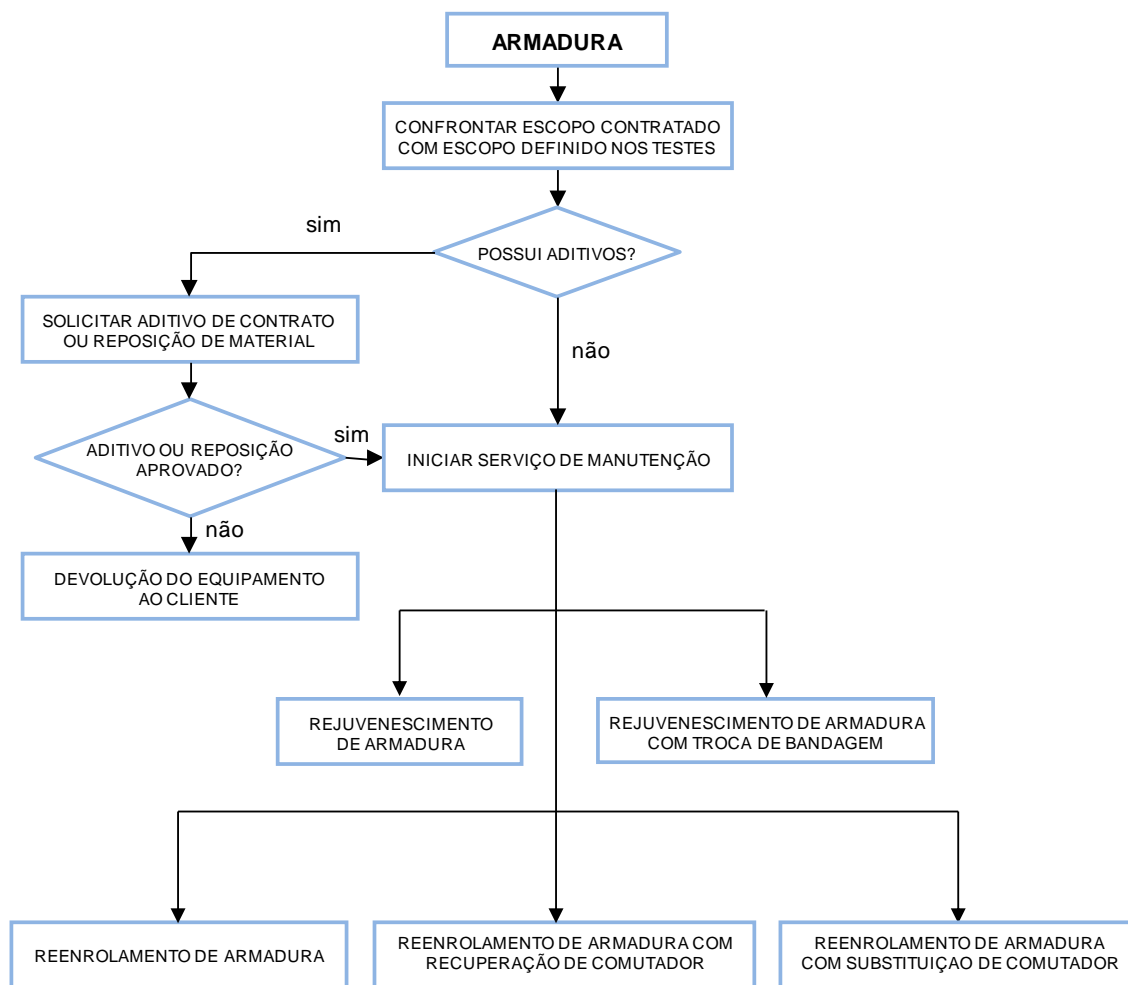 ARMADURA
CONFRONTAR ESCOPO CONTRATADO
COM ESCOPO DEFINIDO NOS TESTES
sim
POSSUI ADITIVOS?
SOLICITAR ADITIVO DE CONTRATO
OU REPOSIÇÃO DE MATERIAL
não
ADITIVO OU REPOSIÇÃO
APROVADO?
sim
INICIAR SERVIÇO DE MANUTENÇÃO
não
DEVOLUÇÃO DO EQUIPAMENTO
AO CLIENTE
REJUVENESCIMENTO
DE ARMADURA
REJUVENESCIMENTO DE ARMADURA
COM TROCA DE BANDAGEM
REENROLAMENTO DE ARMADURA
REENROLAMENTO DE ARMADURA COM
RECUPERAÇÃO DE COMUTADOR
REENROLAMENTO DE ARMADURA
COM SUBSTITUIÇAO DE COMUTADOR